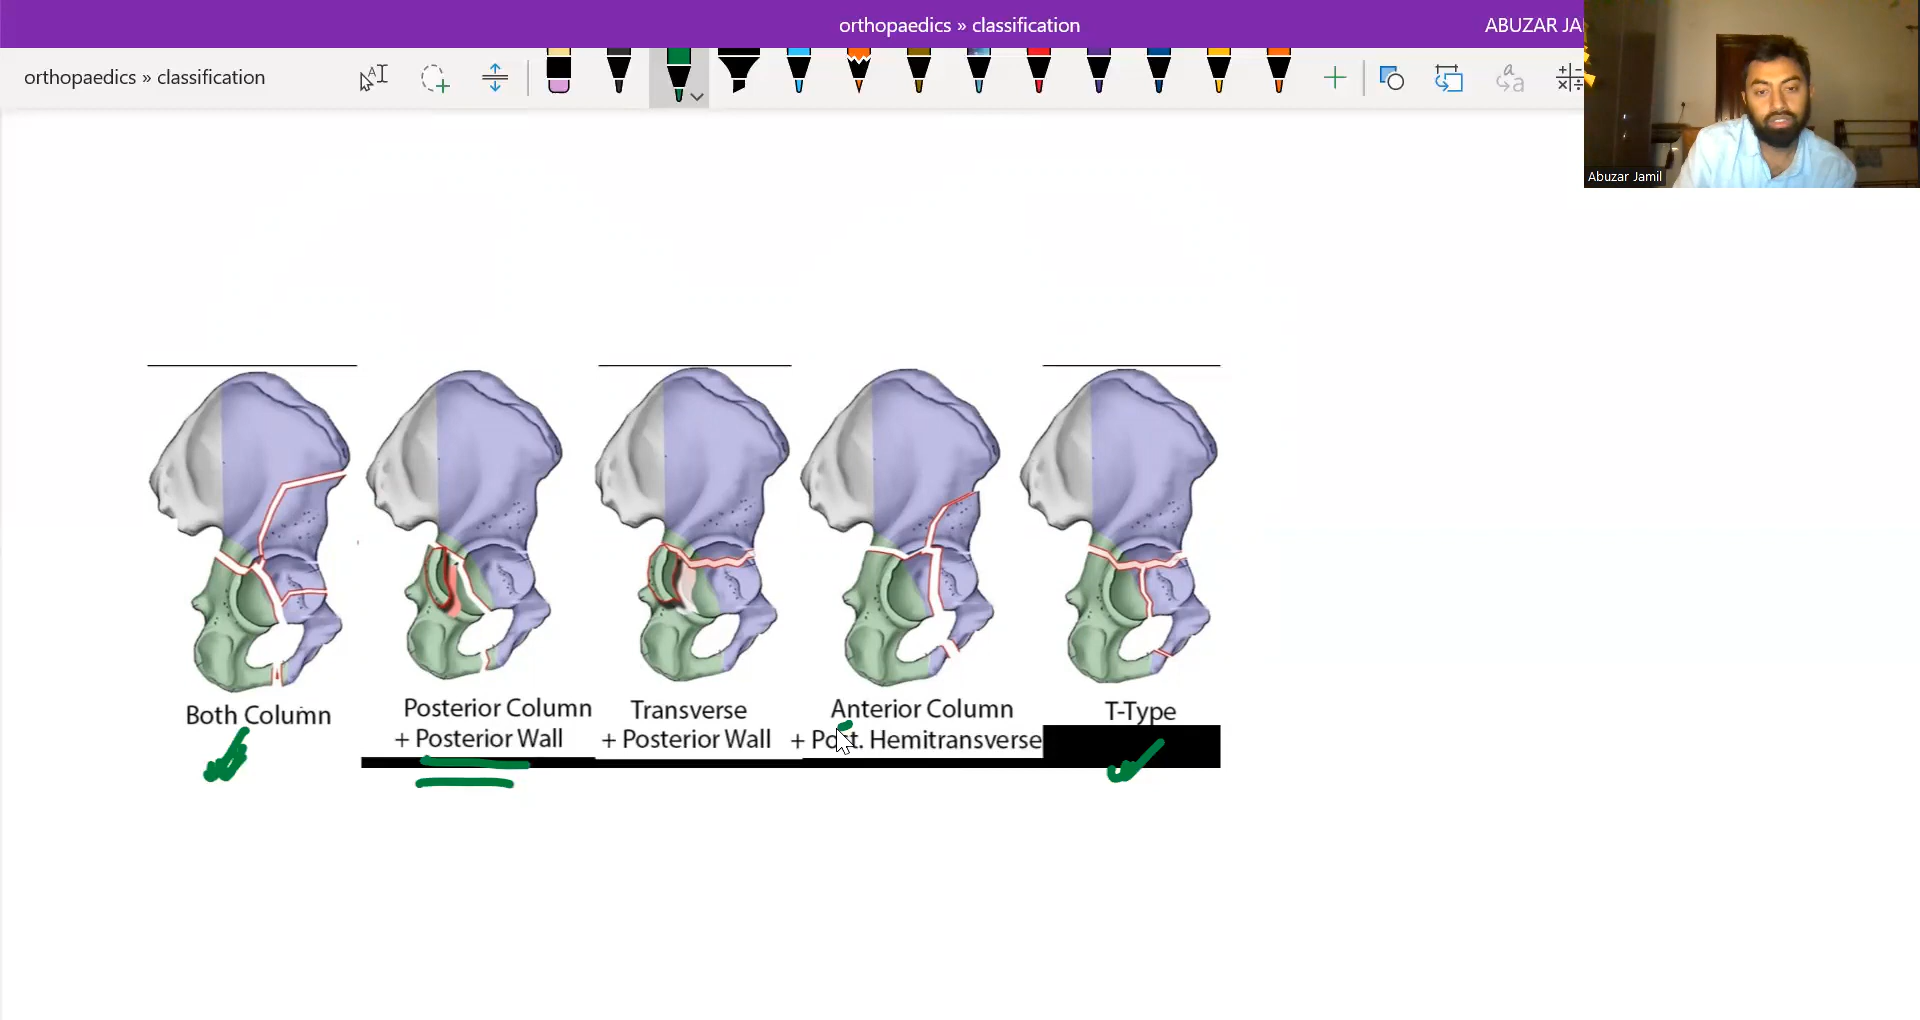 orthopaedics » classification
ABUZAR JA
orthopaedics » classification
Abuzar Jamil
Both Column
Posterior Column
+ Posterior Wall
Transverse
+ Posterior Wall
Anterior Column
+ Post. Hemitransverse
T-Type